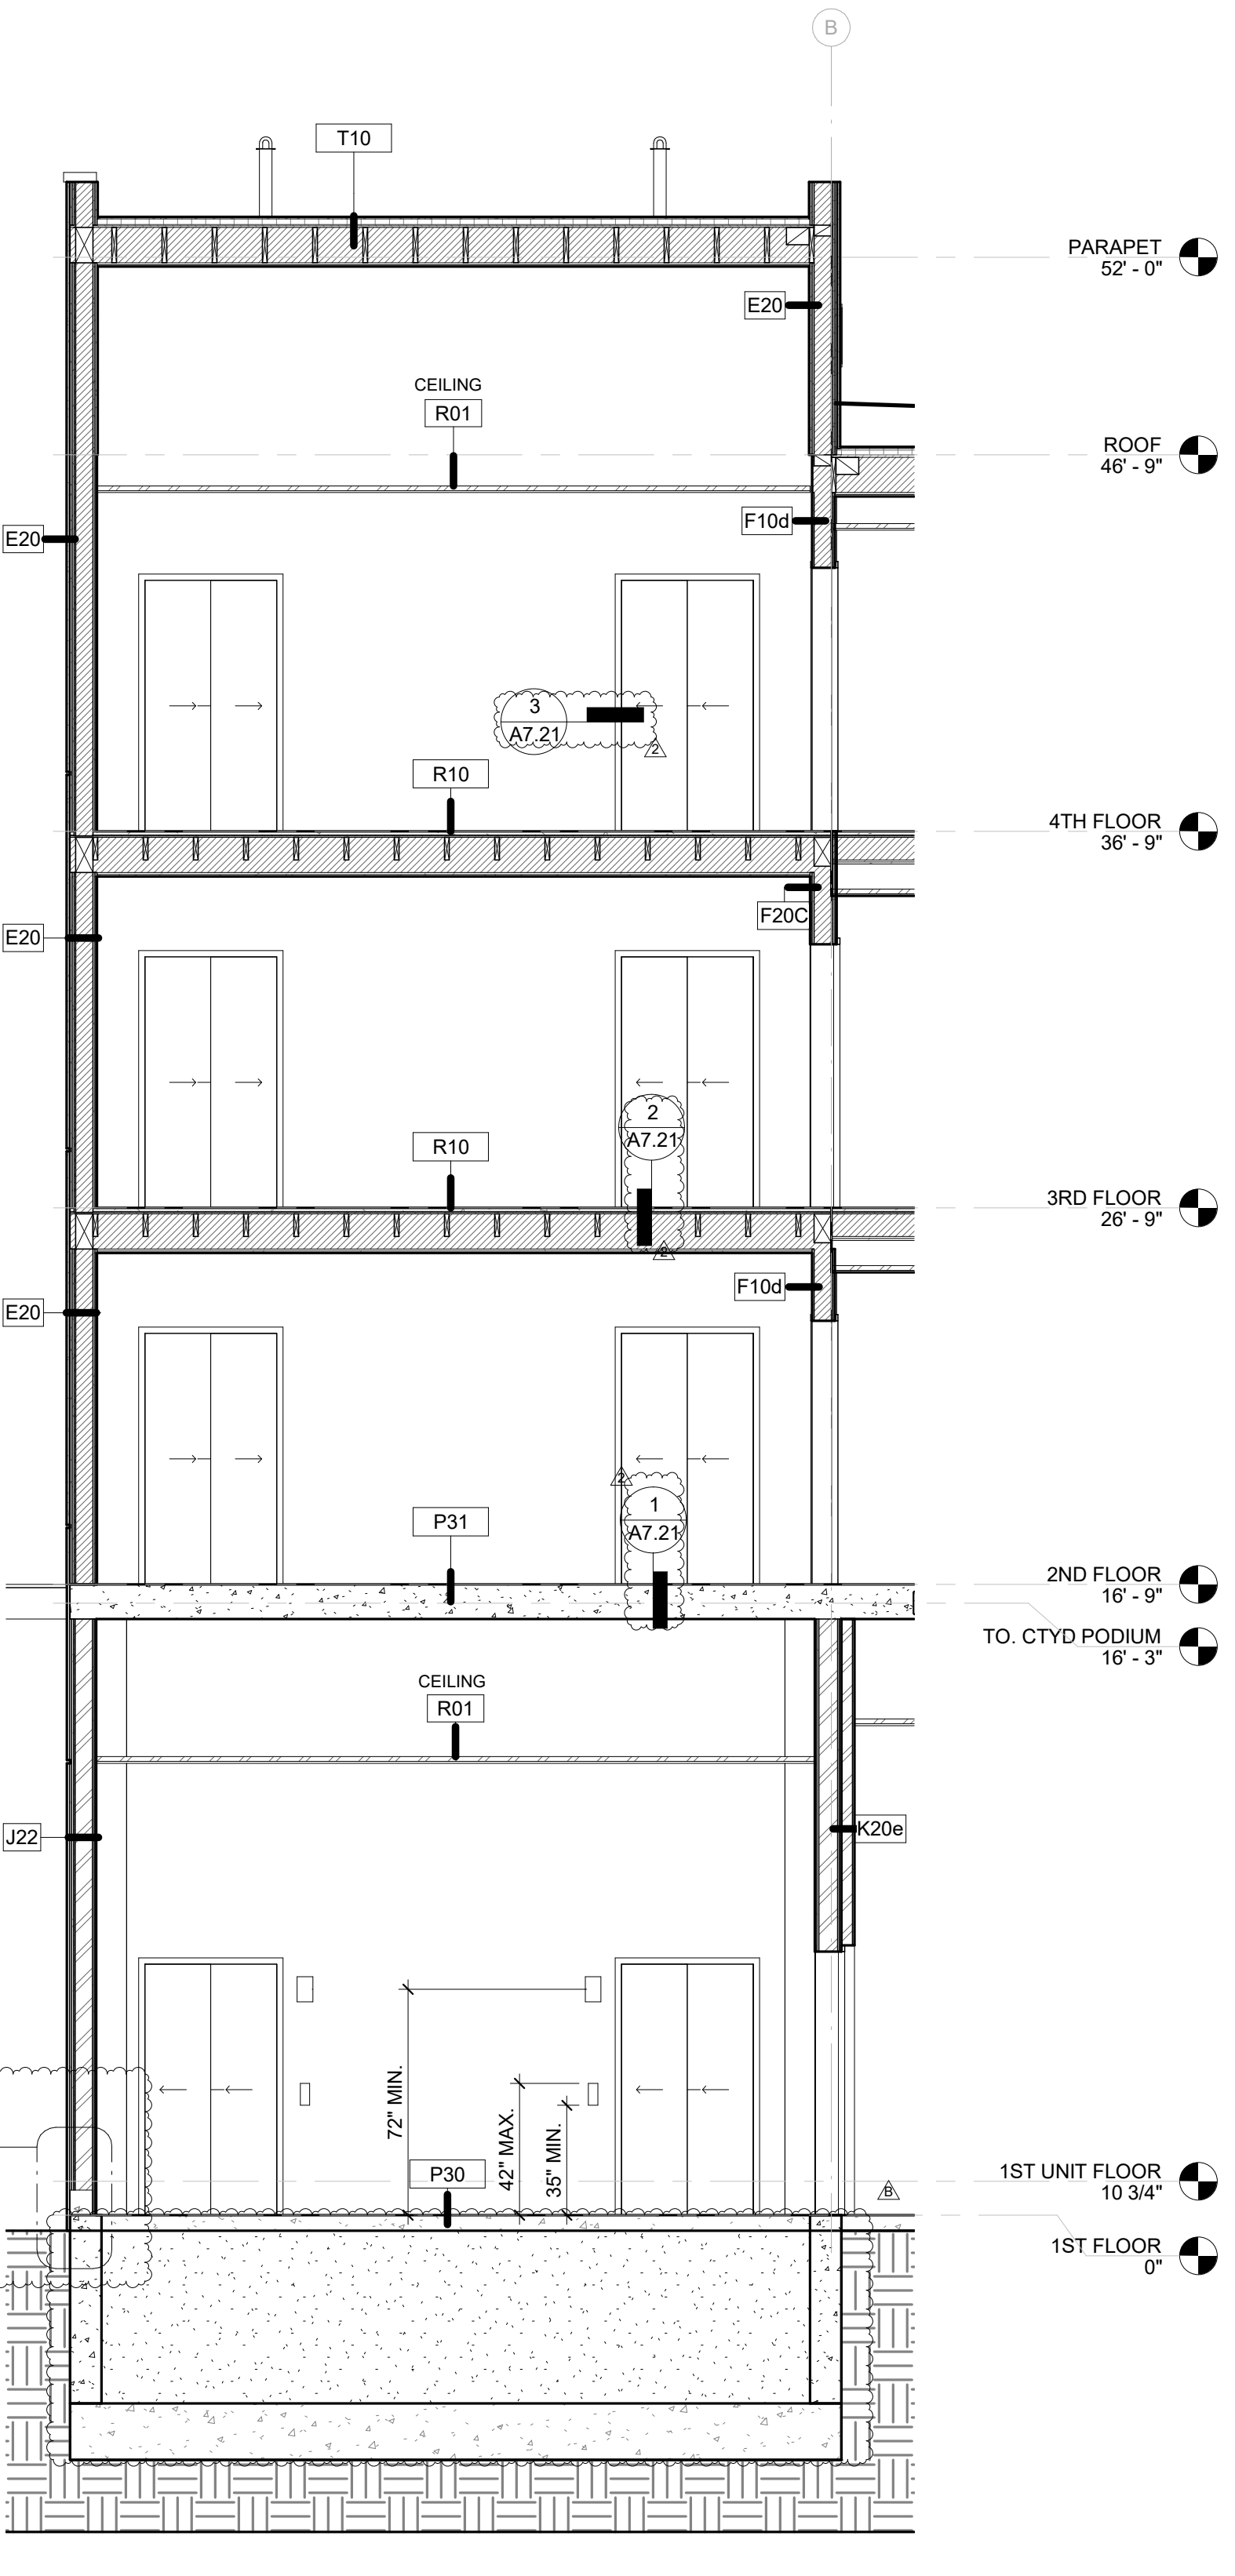 B
T10
PARAPET
52' - 0"
E20
CEILING
R01
ROOF
46' - 9"
F10d
E20
3
A7.21
2
R10
4TH FLOOR
36' - 9"
F20C
E20
2
A7.21
R10
3RD FLOOR
26' - 9"
2
F10d
E20
2
1
A7.21
P31
2ND FLOOR
16' - 9"
TO. CTYD PODIUM
16' - 3"
CEILING
R01
J22
K20e
72" MIN.
42" MAX.
35" MIN.
P30
1ST UNIT FLOOR
10 3/4"
B
1ST FLOOR
0"